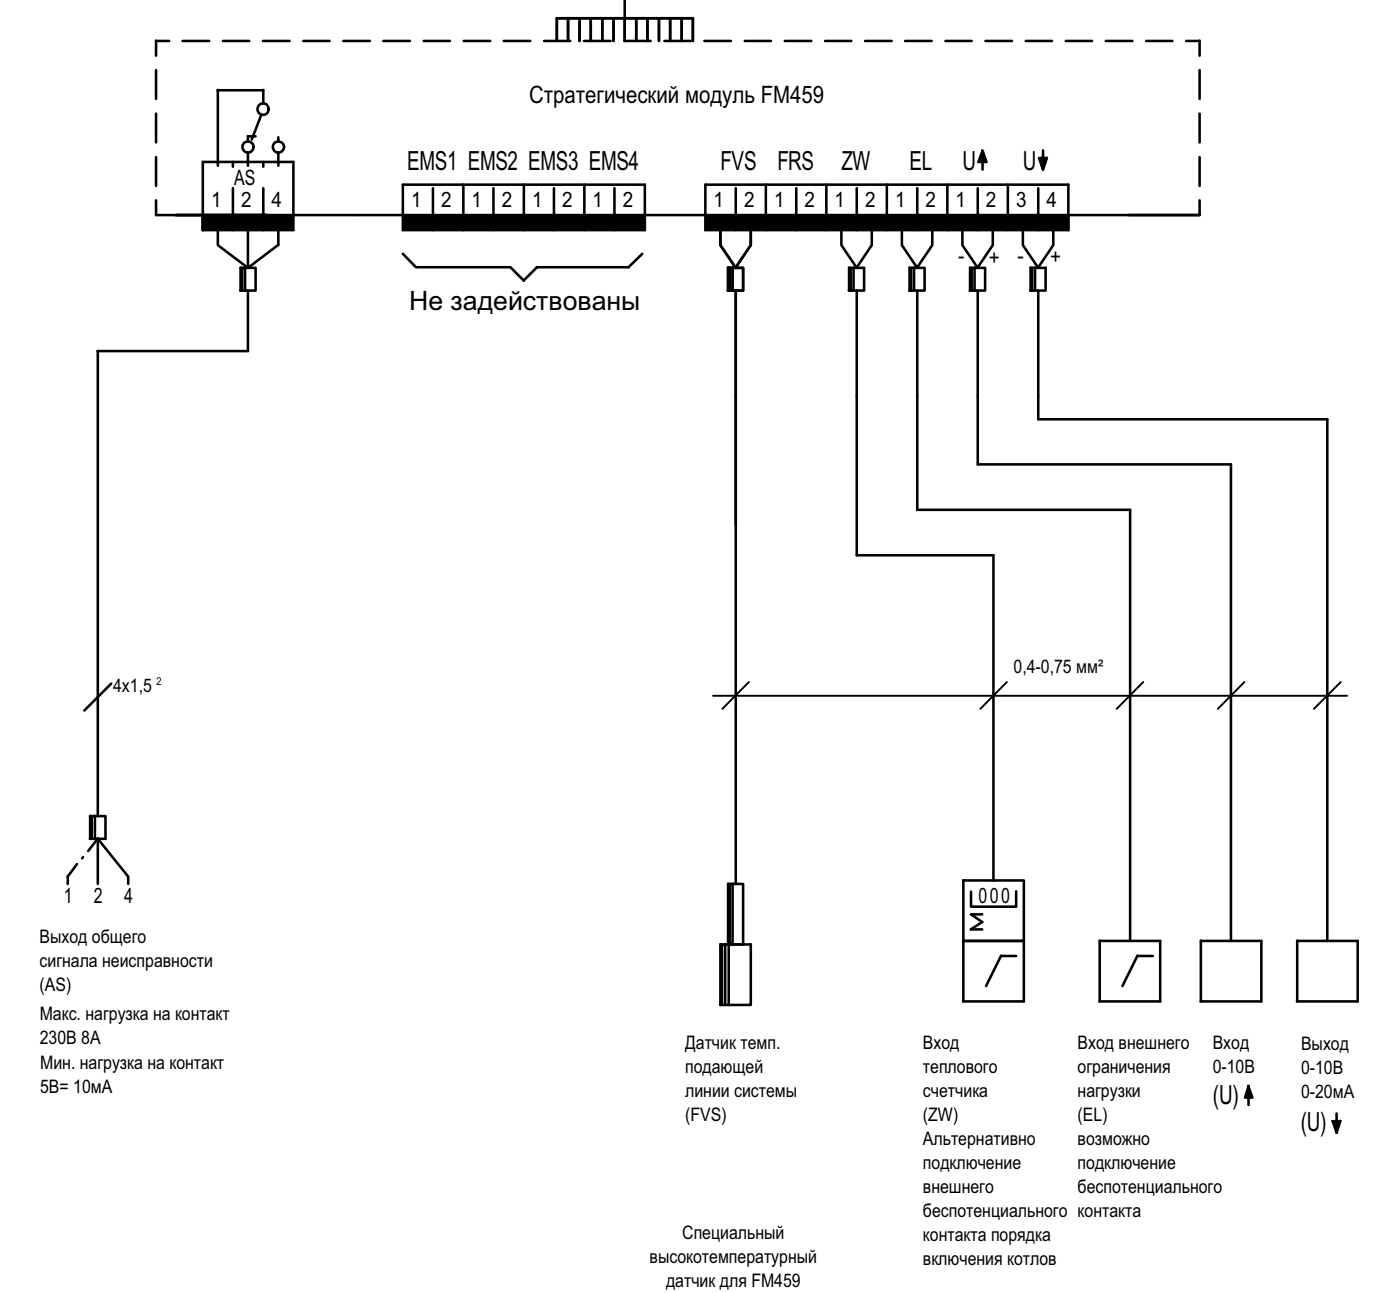 Стратегический модуль FM459
EMS1 EMS2 EMS3 EMS4 FVS FRS ZW EL U U
AS
1 2 4 1 2 1 2 1 2 1 2 1 2 1 2 1 2 1 2 1 2 3 4
- + - +
Не задействованы
0,4-0,75 мм²
4x1,5 ²
000
M
1 2 4
Выход общего
сигнала неисправности
(AS)
Макс. нагрузка на контакт
230В 8А
Мин. нагрузка на контакт
5В= 10мА
Датчик темп.
подающей
линии системы
(FVS)
Специальный
высокотемпературный
датчик для FM459
Вход
теплового
счетчика
(ZW)
Альтернативно
подключение
внешнего
беспотенциального
контакта порядка
включения котлов
Вход внешнего
ограничения
нагрузки
(EL)
возможно
подключение
беспотенциального
контакта
Вход
0-10В
(U)
Выход
0-10В
0-20мА
(U)